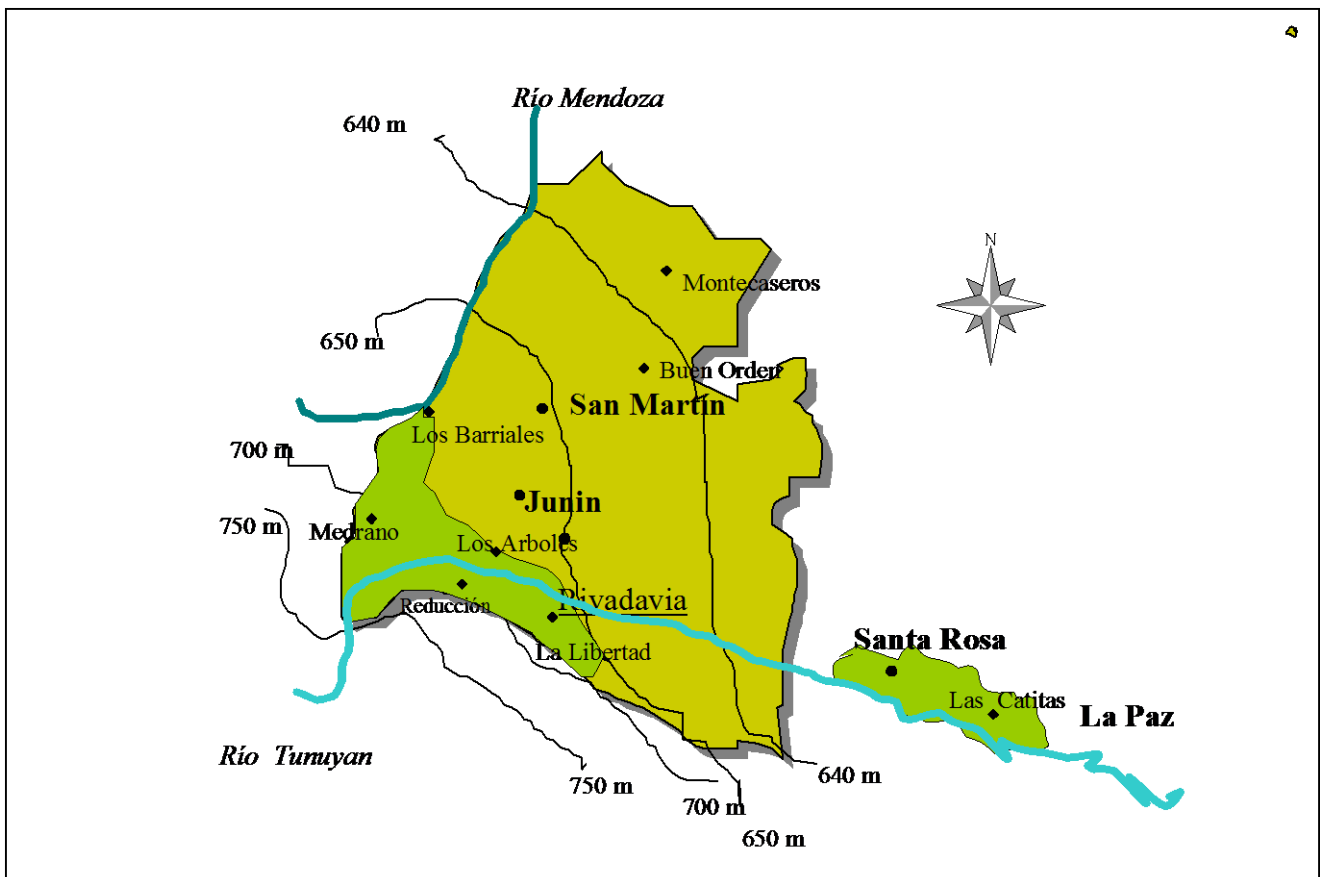 Río Mendoza
640 m
N
Montecaseros
650 m
Buen Orden
San Martín
Los Barriales
700 m
Junin
750 m
Medrano
Los Arboles
Rivadavia
Reducción
La Libertad
Santa Rosa
Las Catitas
La Paz
Río Tunuyan
750 m
640 m
700 m
650 m